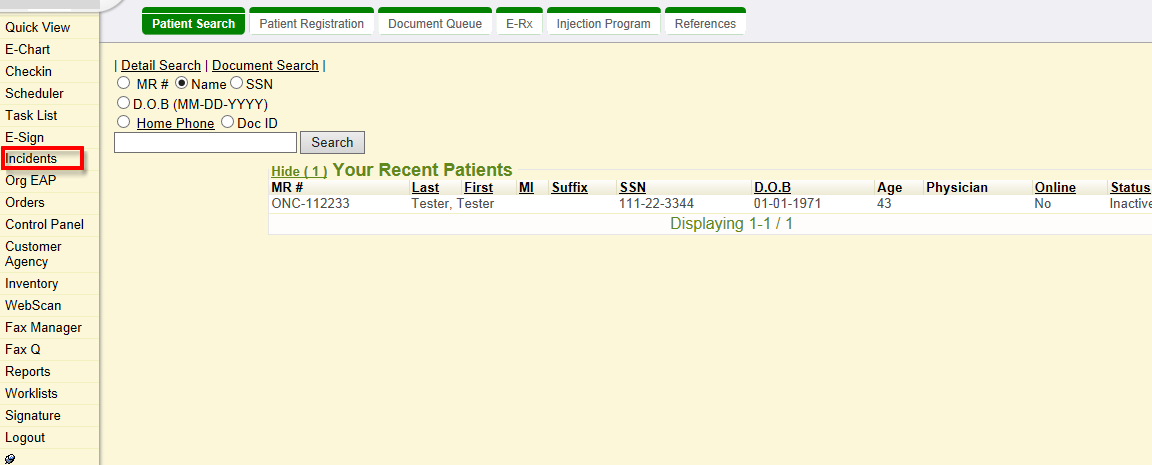 Patient Search Patient Registration Document Queue E-Rx Injection Program References
Quick View
E-Chart
Checkin
Scheduler
Task List
E-Sign
Incidents
Org EAP
Orders
Control Panel
Customer
Agency
Inventory
WebScan
Fax Manager
Fax Q
Reports
Worklists
Signature
Logout
| Detail Search | Document Search |
MR # Name SSN
D.O.B (MM-DD-YYYY)
Home Phone Doc ID
Search
Hide ( 1 ) Your Recent Patients
MR # Last First MI Suffix SSN D.O.B Age Physician Online Status
ONC-112233 Tester, Tester 111-22-3344 01-01-1971 43 No Inactive
Displaying 1-1 / 1